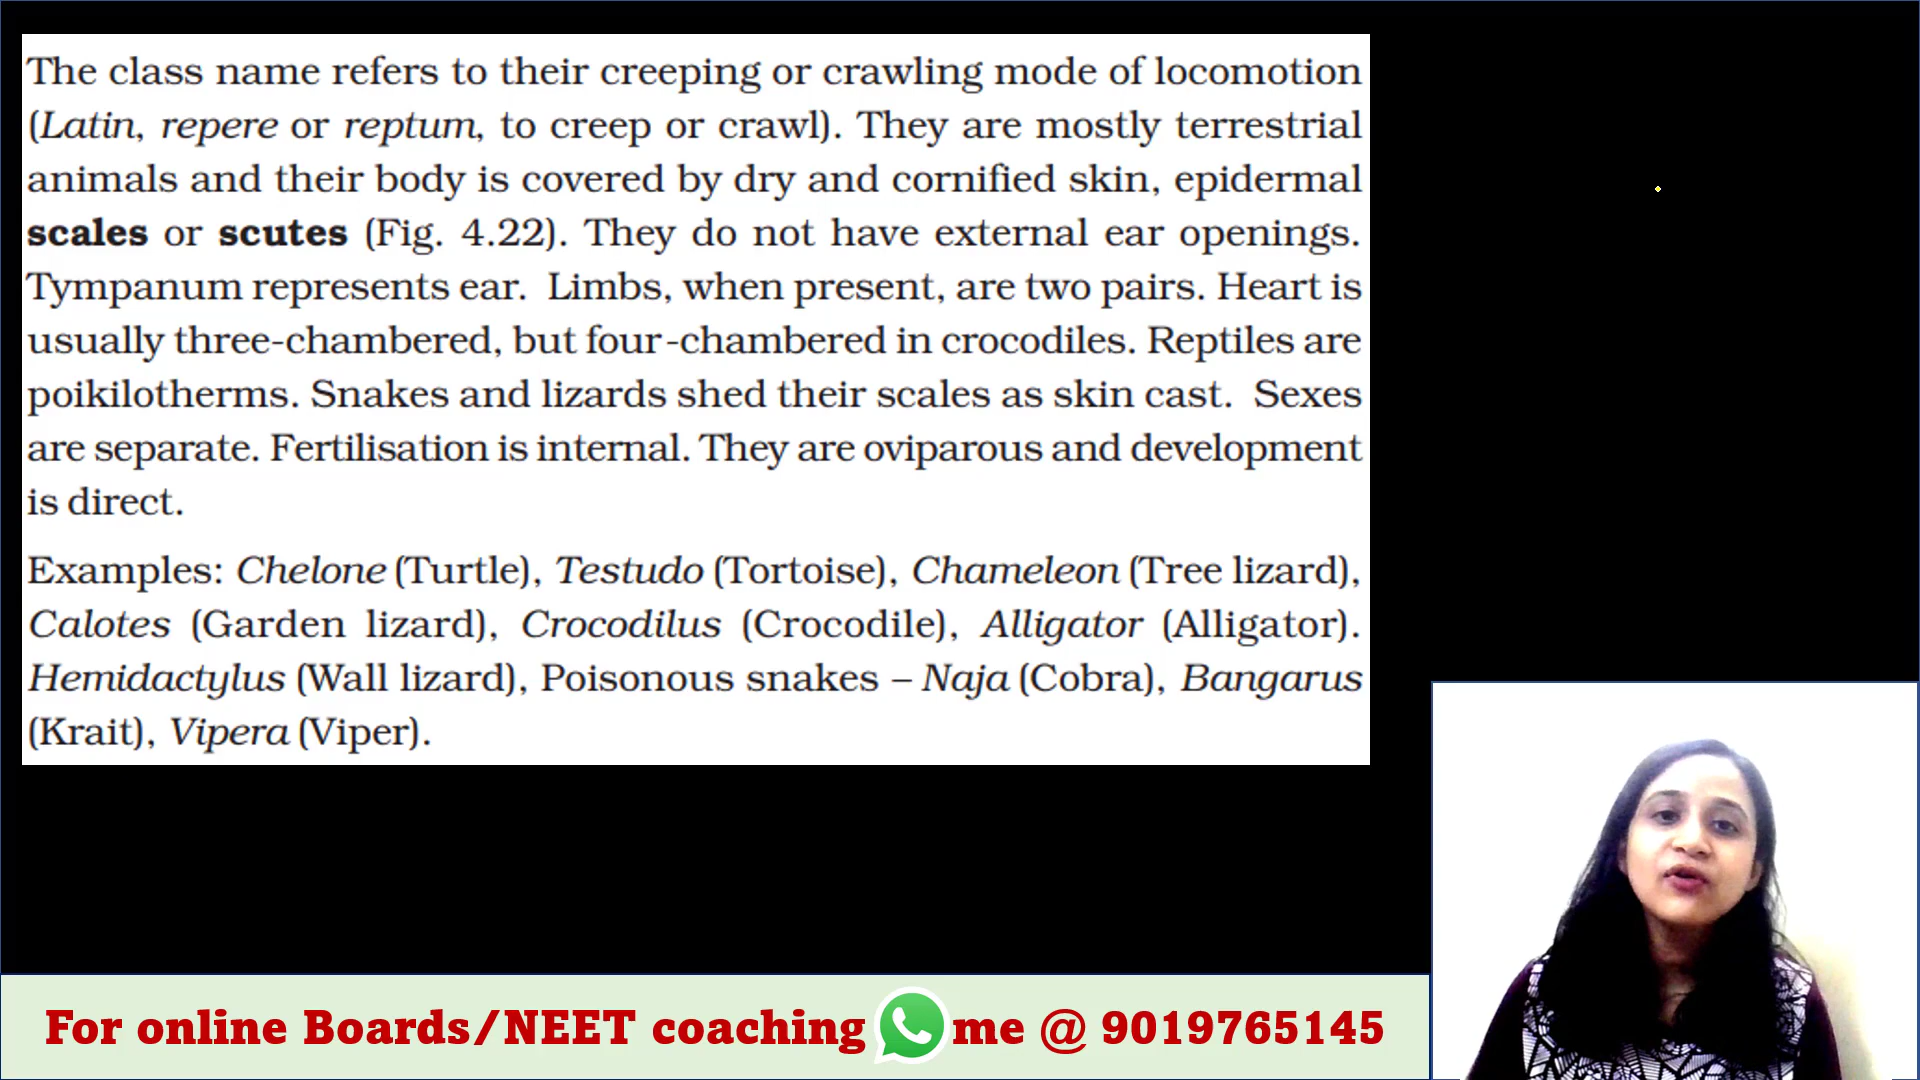 The class name refers to their creeping or crawling mode of locomotion
(Latin, repere or reptum, to creep or crawl). They are mostly terrestrial
animals and their body is covered by dry and cornified skin, epidermal
scales or scutes (Fig. 4.22). They do not have external ear openings.
Tympanum represents ear. Limbs, when present, are two pairs. Heart is
usually three-chambered, but four-chambered in crocodiles. Reptiles are
poikilotherms. Snakes and lizards shed their scales as skin cast. Sexes
are separate. Fertilisation is internal. They are oviparous and development
is direct.
Examples: Chelone (Turtle), Testudo (Tortoise), Chameleon (Tree lizard),
Calotes (Garden lizard), Crocodilus (Crocodile), Alligator (Alligator).
Hemidactylus (Wall lizard), Poisonous snakes – Naja (Cobra), Bangarus
(Krait), Vipera (Viper).
For online Boards/NEET coaching me @ 9019765145